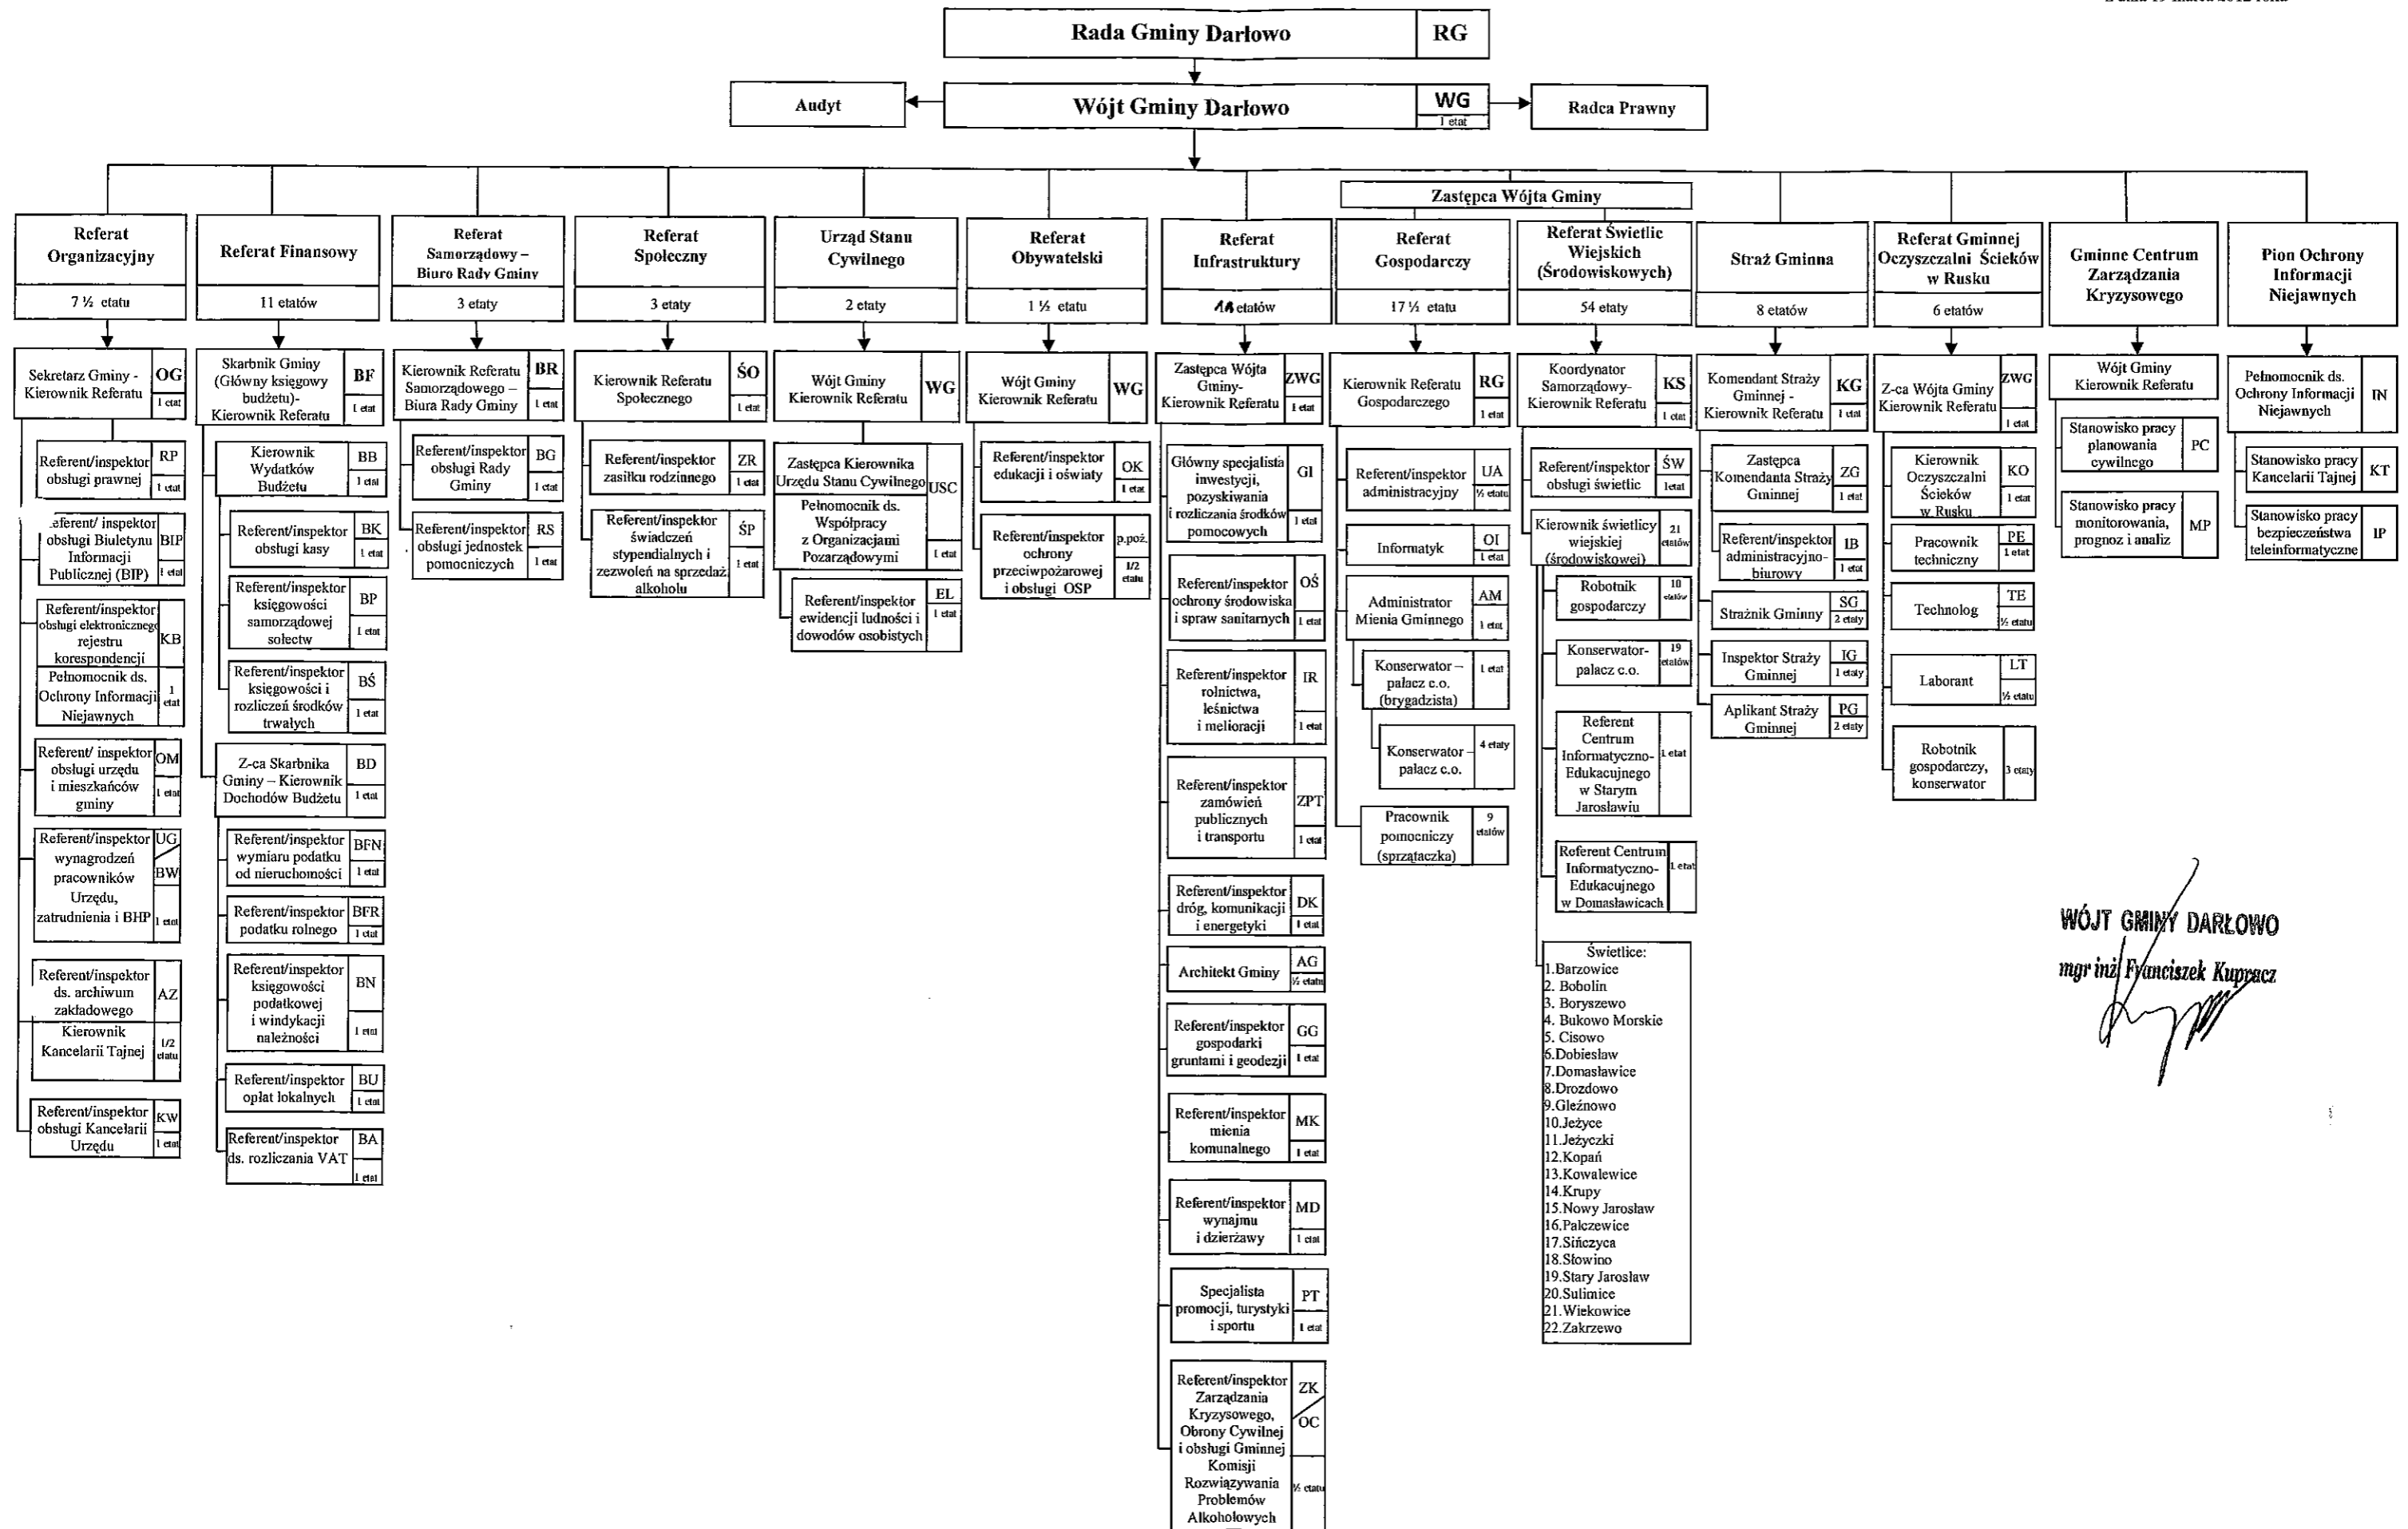 Rada Gminy Darłowo
RG
Audyt
Wójt Gminy Darłowo
WG
1 etat
Radca Prawny
Zastępca Wójta Gminy
Referat
Organizacyjny
7 ½ etatu
Referat Finansowy
11 etatów
Referat
Samorządowy –
Biuro Rady Gminy
3 etaty
Referat
Społeczny
3 etaty
Urząd Stanu
Cywilnego
2 etaty
Referat
Obywatelski
1 ½ etatu
Referat
Infrastruktury
etatów
Referat
Gospodarczy
17 ½ etatu
Referat Świetlic
Wiejskich
(Środowiskowych)
54 etaty
Straż Gminna
8 etatów
Referat Gminnej
Oczyszczalni Ścieków
w Rusku
6 etatów
Gminne Centrum
Zarządzania
Kryzysowego
Pion Ochrony
Informacji
Niejawnych
Sekretarz Gminy -
Kierownik Referatu
OG
1 etat
Referent/inspektor
obsługi prawnej
RP
1 etat
eferent/ inspektor
obsługi Biuletynu
Informacji
Publicznej (BIP)
BIP
1 etat
Referent/inspektor
obsługi elektronicznego
rejestru
korespondencji
KB
Pełnomocnik ds.
Ochrony Informacji
Niejawnych
1
etat
Referent/ inspektor
obsługi urzędu
i mieszkańców
gminy
OM
1 etat
Referent/inspektor
wynagrodzeń
pracowników
Urzędu,
zatrudnienia i BHP
UG
BW
1 etat
Referent/inspektor
ds. archiwum
zakładowego
AZ
Kierownik
Kancelarii Tajnej
1/2
etatu
Referent/inspektor
obsługi Kancelarii
Urzędu
KW
1 etat
Skarbnik Gminy
(Główny księgowy
budżetu)-
Kierownik Referatu
BF
1 etat
Kierownik
Wydatków
Budżetu
BB
1 etat
Referent/inspektor
obsługi kasy
BK
1 etat
Referent/inspektor
księgowości
samorządowej
sołectw
BP
1 etat
Referent/inspektor
księgowości i
rozliczeń środków
trwałych
BŚ
1 etat
Z-ca Skarbnika
Gminy – Kierownik
Dochodów Budżetu
BD
1 etat
Referent/inspektor
wymiaru podatku
od nieruchomości
BFN
1 etat
Referent/inspektor
podatku rolnego
BFR
1 etat
Referent/inspektor
księgowości
podatkowej
i windykacji
należności
BN
1 etat
Referent/inspektor
opłat lokalnych
BU
1 etat
Referent/inspektor
ds. rozliczania VAT
BA
1 etat
Kierownik Referatu
Samorządowego –
Biura Rady Gminy
BR
1 etat
Referent/inspektor
obsługi Rady
Gminy
BG
1 etat
Referent/inspektor
obsługi jednostek
pomocniczych
RS
1 etat
Kierownik Referatu
Społecznego
ŚO
1 etat
Referent/inspektor
zasiłku rodzinnego
ZR
1 etat
Referent/inspektor
świadczeń
stypendialnych i
zezwoleń na sprzedaż
alkoholu
ŚP
1 etat
Wójt Gminy
Kierownik Referatu
WG
Zastępca Kierownika
Urzędu Stanu Cywilnego
USC
Pełnomocnik ds.
Współpracy
z Organizacjami
Pozarządowymi
1 etat
Referent/inspektor
ewidencji ludności i
dowodów osobistych
EL
1 etat
Wójt Gminy
Kierownik Referatu
WG
Referent/inspektor
edukacji i oświaty
OK
1 etat
Referent/inspektor
ochrony
przeciwpożarowej
i obsługi OSP
p.poż.
1/2
etatu
Zastępca Wójta
Gminy-
Kierownik Referatu
ZWG
1 etat
Główny specjalista
inwestycji,
pozyskiwania
i rozliczania środków
pomocowych
GI
1 etat
Referent/inspektor
ochrony środowiska
i spraw sanitarnych
OŚ
1 etat
Referent/inspektor
rolnictwa,
leśnictwa
i melioracji
IR
1 etat
Referent/inspektor
zamówień
publicznych
i transportu
ZPT
1 etat
Referent/inspektor
dróg, komunikacji
i energetyki
DK
1 etat
Architekt Gminy
AG
½ etatu
Referent/inspektor
gospodarki
gruntami i geodezji
GG
1 etat
Referent/inspektor
mienia
komunalnego
MK
1 etat
Referent/inspektor
wynajmu
i dzierżawy
MD
1 etat
Specjalista
promocji, turystyki
i sportu
PT
1 etat
Referent/inspektor
Zarządzania
Kryzysowego,
Obrony Cywilnej
i obsługi Gminnej
Komisji
Rozwiązywania
Problemów
Alkoholowych
ZK
OC
½ etatu
Kierownik Referatu
Gospodarczego
RG
1 etat
Referent/inspektor
administracyjny
UA
½ etatu
Informatyk
OI
1 etat
Administrator
Mienia Gminnego
AM
1 etat
Konserwator –
palacz c.o.
(brygadzista)
1 etat
Konserwator –
palacz c.o.
4 etaty
Pracownik
pomocniczy
(sprzątaczka)
9
etatów
Koordynator
Samorządowy-
Kierownik Referatu
KS
1 etat
Referent/inspektor
obsługi świetlic
ŚW
1etat
Kierownik świetlicy
wiejskiej
(środowiskowej)
21
etatów
Robotnik
gospodarczy
10
etatów
Konserwator-
palacz c.o.
19
etatów
Referent
Centrum
Informatyczno-
Edukacujnego
w Starym
Jarosławiu
1 etat
Referent Centrum
Informatyczno-
Edukacujnego
w Domasławicach
1 etat
Świetlice:
1.Barzowice
2. Bobolin
3. Boryszewo
4. Bukowo Morskie
5. Cisowo
6.Dobiesław
7.Domasławice
8.Drozdowo
9.Gleźnowo
10.Jeżyce
11.Jeżyczki
12.Kopań
13.Kowalewice
14.Krupy
15.Nowy Jarosław
16.Palczewice
17.Sińczyca
18.Słowino
19.Stary Jarosław
20.Sulimice
21.Wiekowice
22.Zakrzewo
Komendant Straży
Gminnej -
Kierownik Referatu
KG
1 etat
Zastępca
Komendanta Straży
Gminnej
ZG
1 etat
Referent/inspektor
administracyjno-
biurowy
IB
1 etat
Strażnik Gminny
SG
2 etaty
Inspektor Straży
Gminnej
IG
1 etaty
Aplikant Straży
Gminnej
PG
2 etaty
Z-ca Wójta Gminy
Kierownik Referatu
ZWG
1 etat
Kierownik
Oczyszczalni
Ścieków
w Rusku
KO
1 etat
Pracownik
techniczny
PE
1 etat
Technolog
TE
½ etatu
Laborant
LT
½ etatu
Robotnik
gospodarczy,
konserwator
3 etaty
Wójt Gminy
Kierownik Referatu
Stanowisko pracy
planowania
cywilnego
PC
Stanowisko pracy
monitorowania,
prognoz i analiz
MP
Pełnomocnik ds.
Ochrony Informacji
Niejawnych
IN
Stanowisko pracy
Kancelarii Tajnej
KT
Stanowisko pracy
bezpieczeństwa
teleinformatyczne
IP
WÓJT GMINY DARŁOWO
mgr inż Franciszek Kupracz